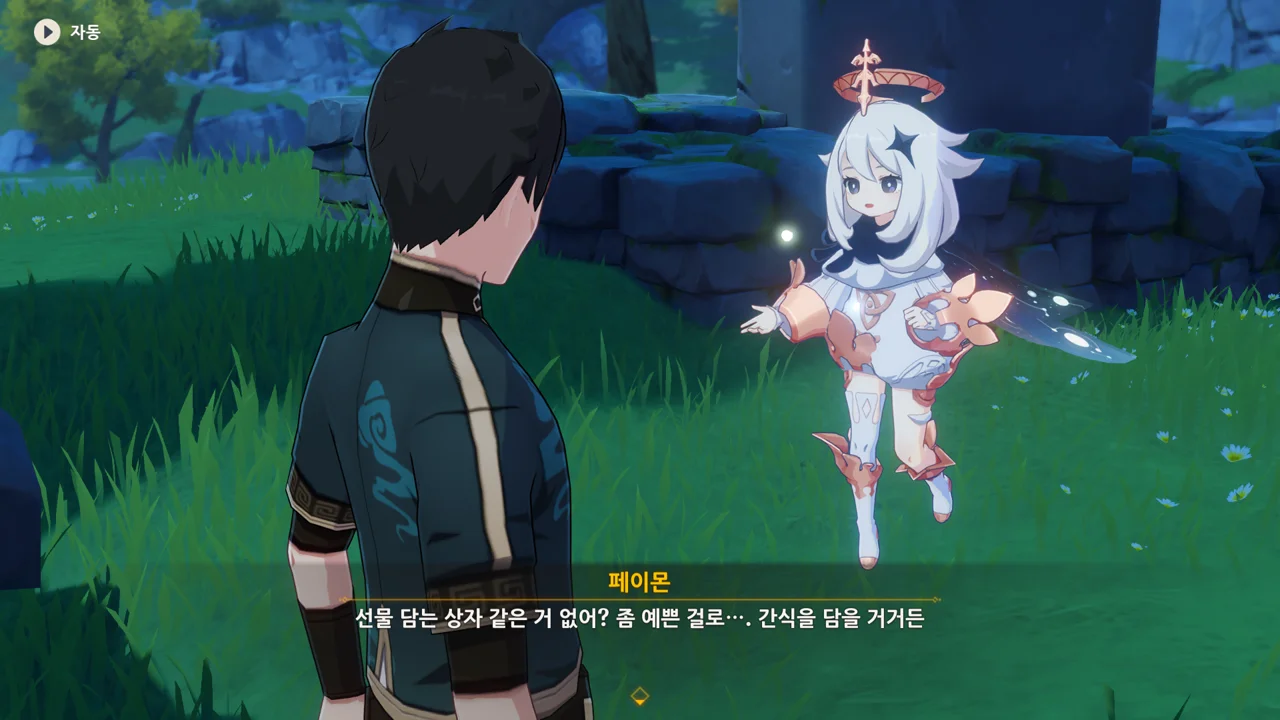 자동
페이몬
선물 담는 상자 같은 거 없어? 좀 예쁜 걸로…. 간식을 담을 거거든